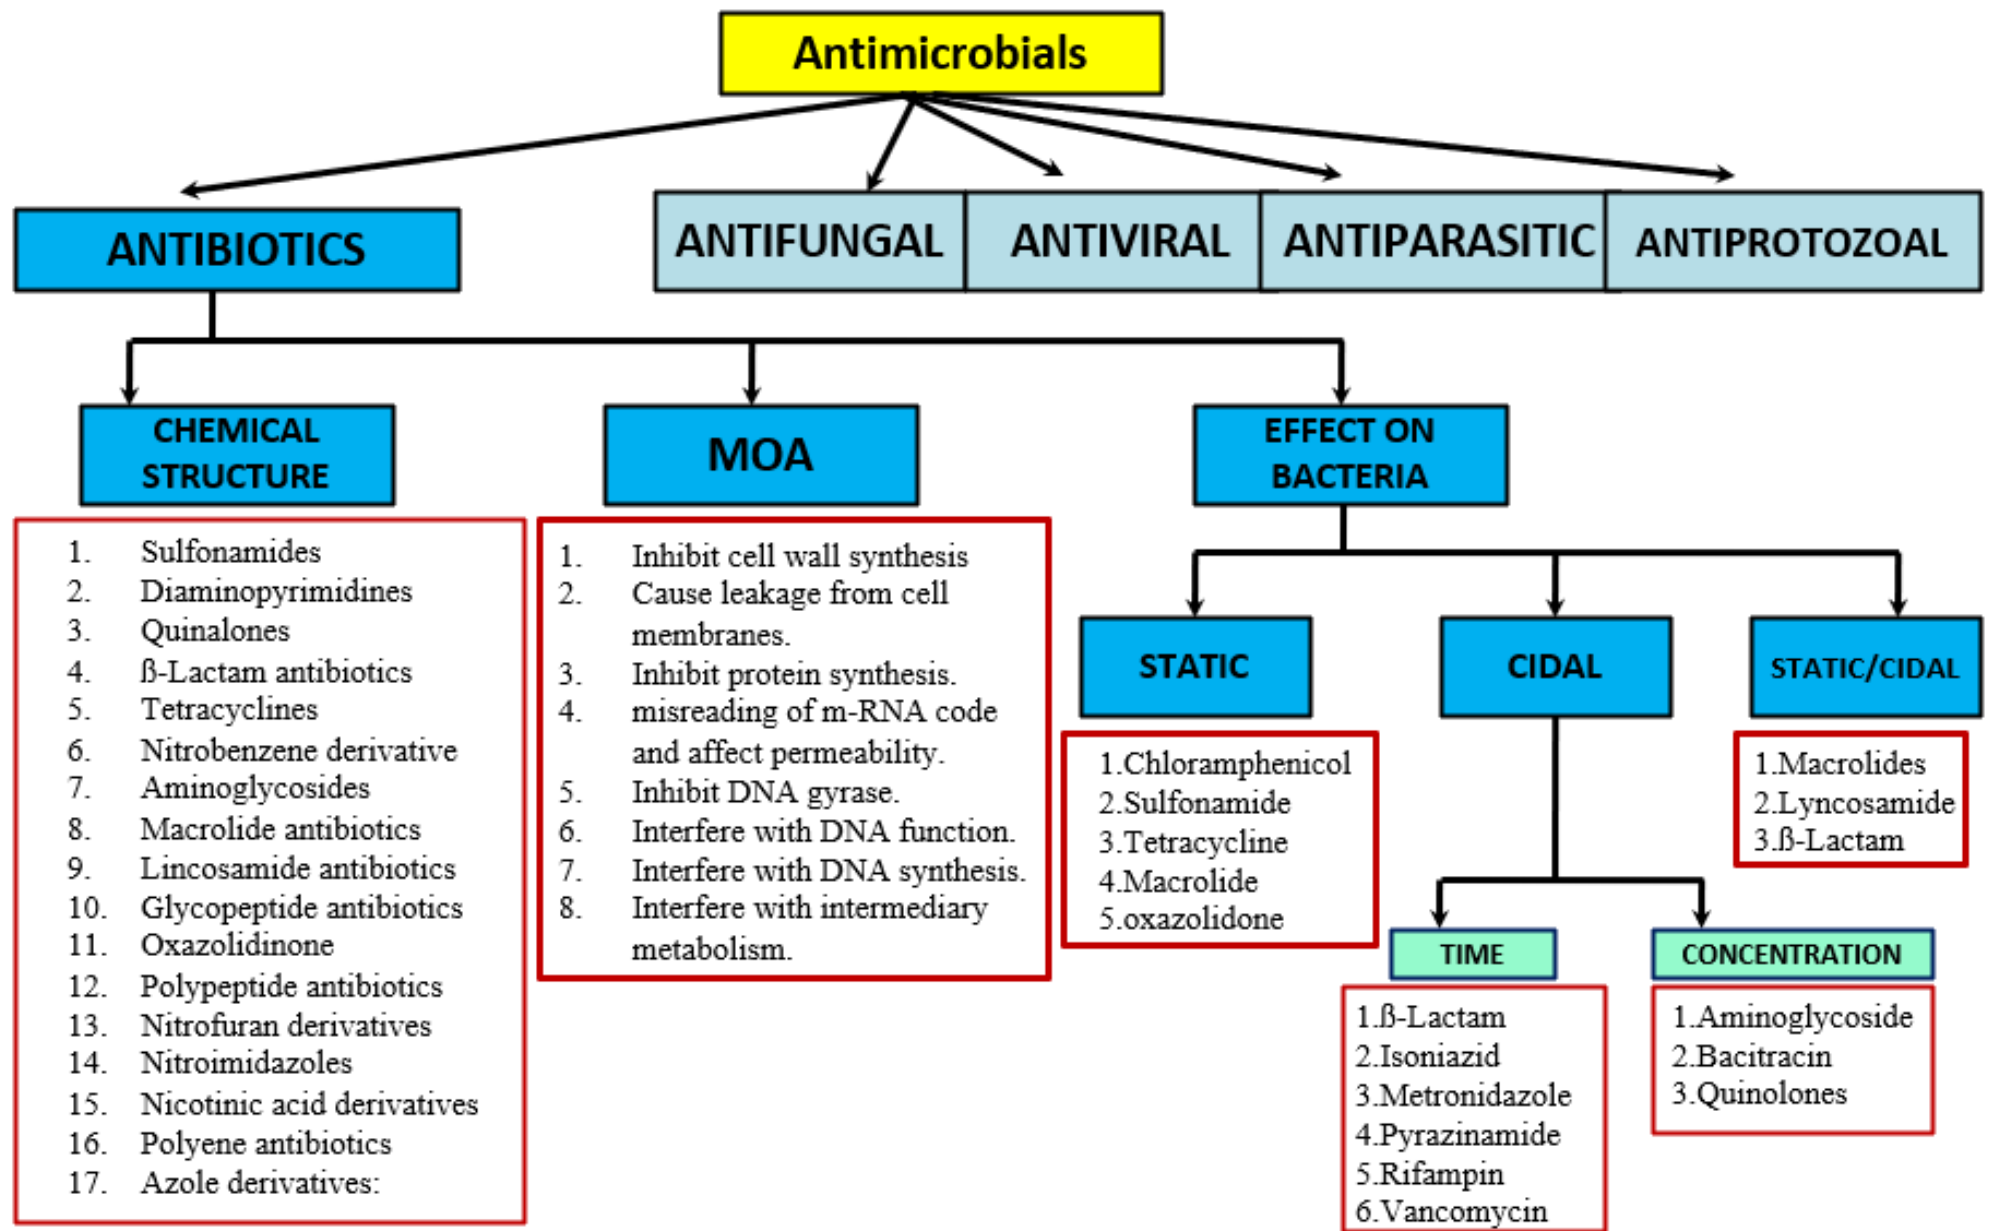 Antimicrobials
ANTIBIOTICS
ANTIFUNGAL
ANTIVIRAL
ANTIPARASITIC
ANTIPROTOZOAL
CHEMICAL
STRUCTURE
1. Sulfonamides
2. Diaminopyrimidines
3. Quinalones
4. ß-Lactam antibiotics
5. Tetracyclines
6. Nitrobenzene derivative
7. Aminoglycosides
8. Macrolide antibiotics
9. Lincosamide antibiotics
10. Glycopeptide antibiotics
11. Oxazolidinone
12. Polypeptide antibiotics
13. Nitrofuran derivatives
14. Nitroimidazoles
15. Nicotinic acid derivatives
16. Polyene antibiotics
17. Azole derivatives:
MOA
1. Inhibit cell wall synthesis
2. Cause leakage from cell
membranes.
3. Inhibit protein synthesis.
4. misreading of m-RNA code
and affect permeability.
5. Inhibit DNA gyrase.
6. Interfere with DNA function.
7. Interfere with DNA synthesis.
8. Interfere with intermediary
metabolism.
EFFECT ON
BACTERIA
STATIC
1.Chloramphenicol
2.Sulfonamide
3.Tetracycline
4.Macrolide
5.oxazolidone
CIDAL
TIME
1.ß-Lactam
2.Isoniazid
3.Metronidazole
4.Pyrazinamide
5.Rifampin
6.Vancomycin
CONCENTRATION
1.Aminoglycoside
2.Bacitracin
3.Quinolones
STATIC/CIDAL
1.Macrolides
2.Lyncosamide
3.ß-Lactam